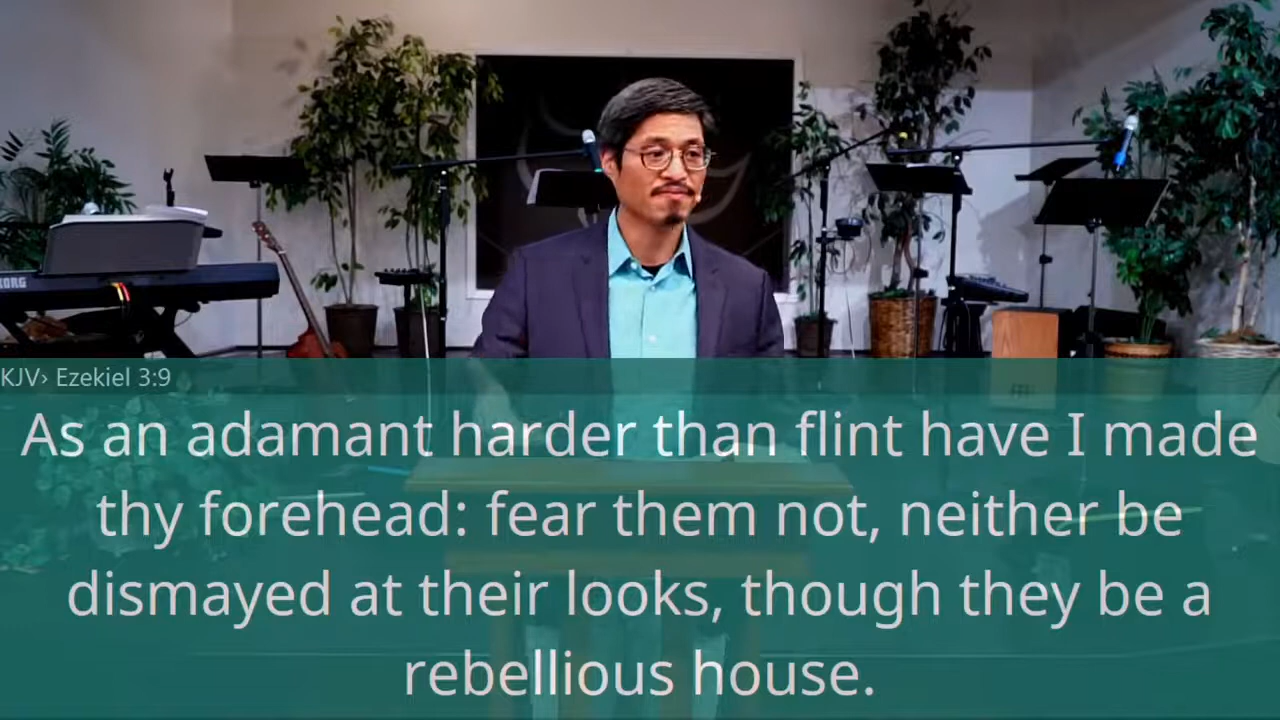 KORG
KJV› Ezekiel 3:9
As an adamant harder than flint have I made
thy forehead: fear them not, neither be
dismayed at their looks, though they be a
rebellious house.